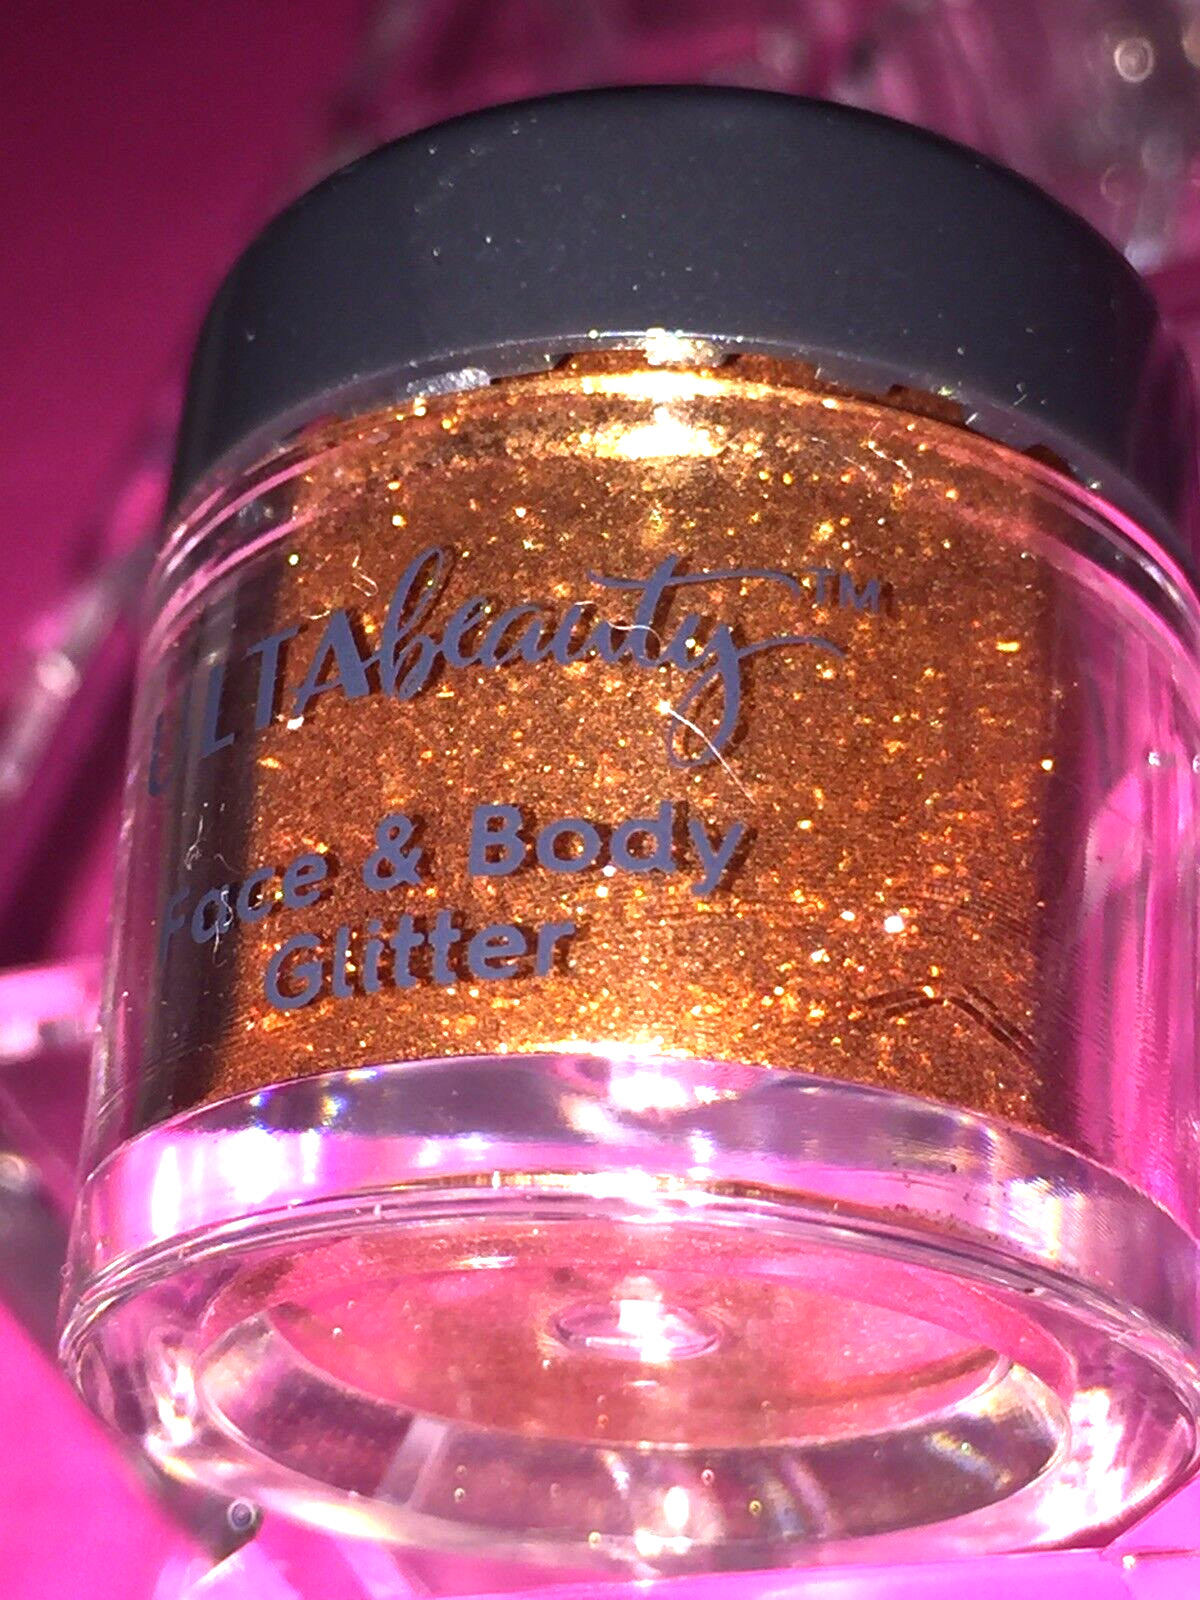 ULTAbeauty™
Face & Body
Glitter